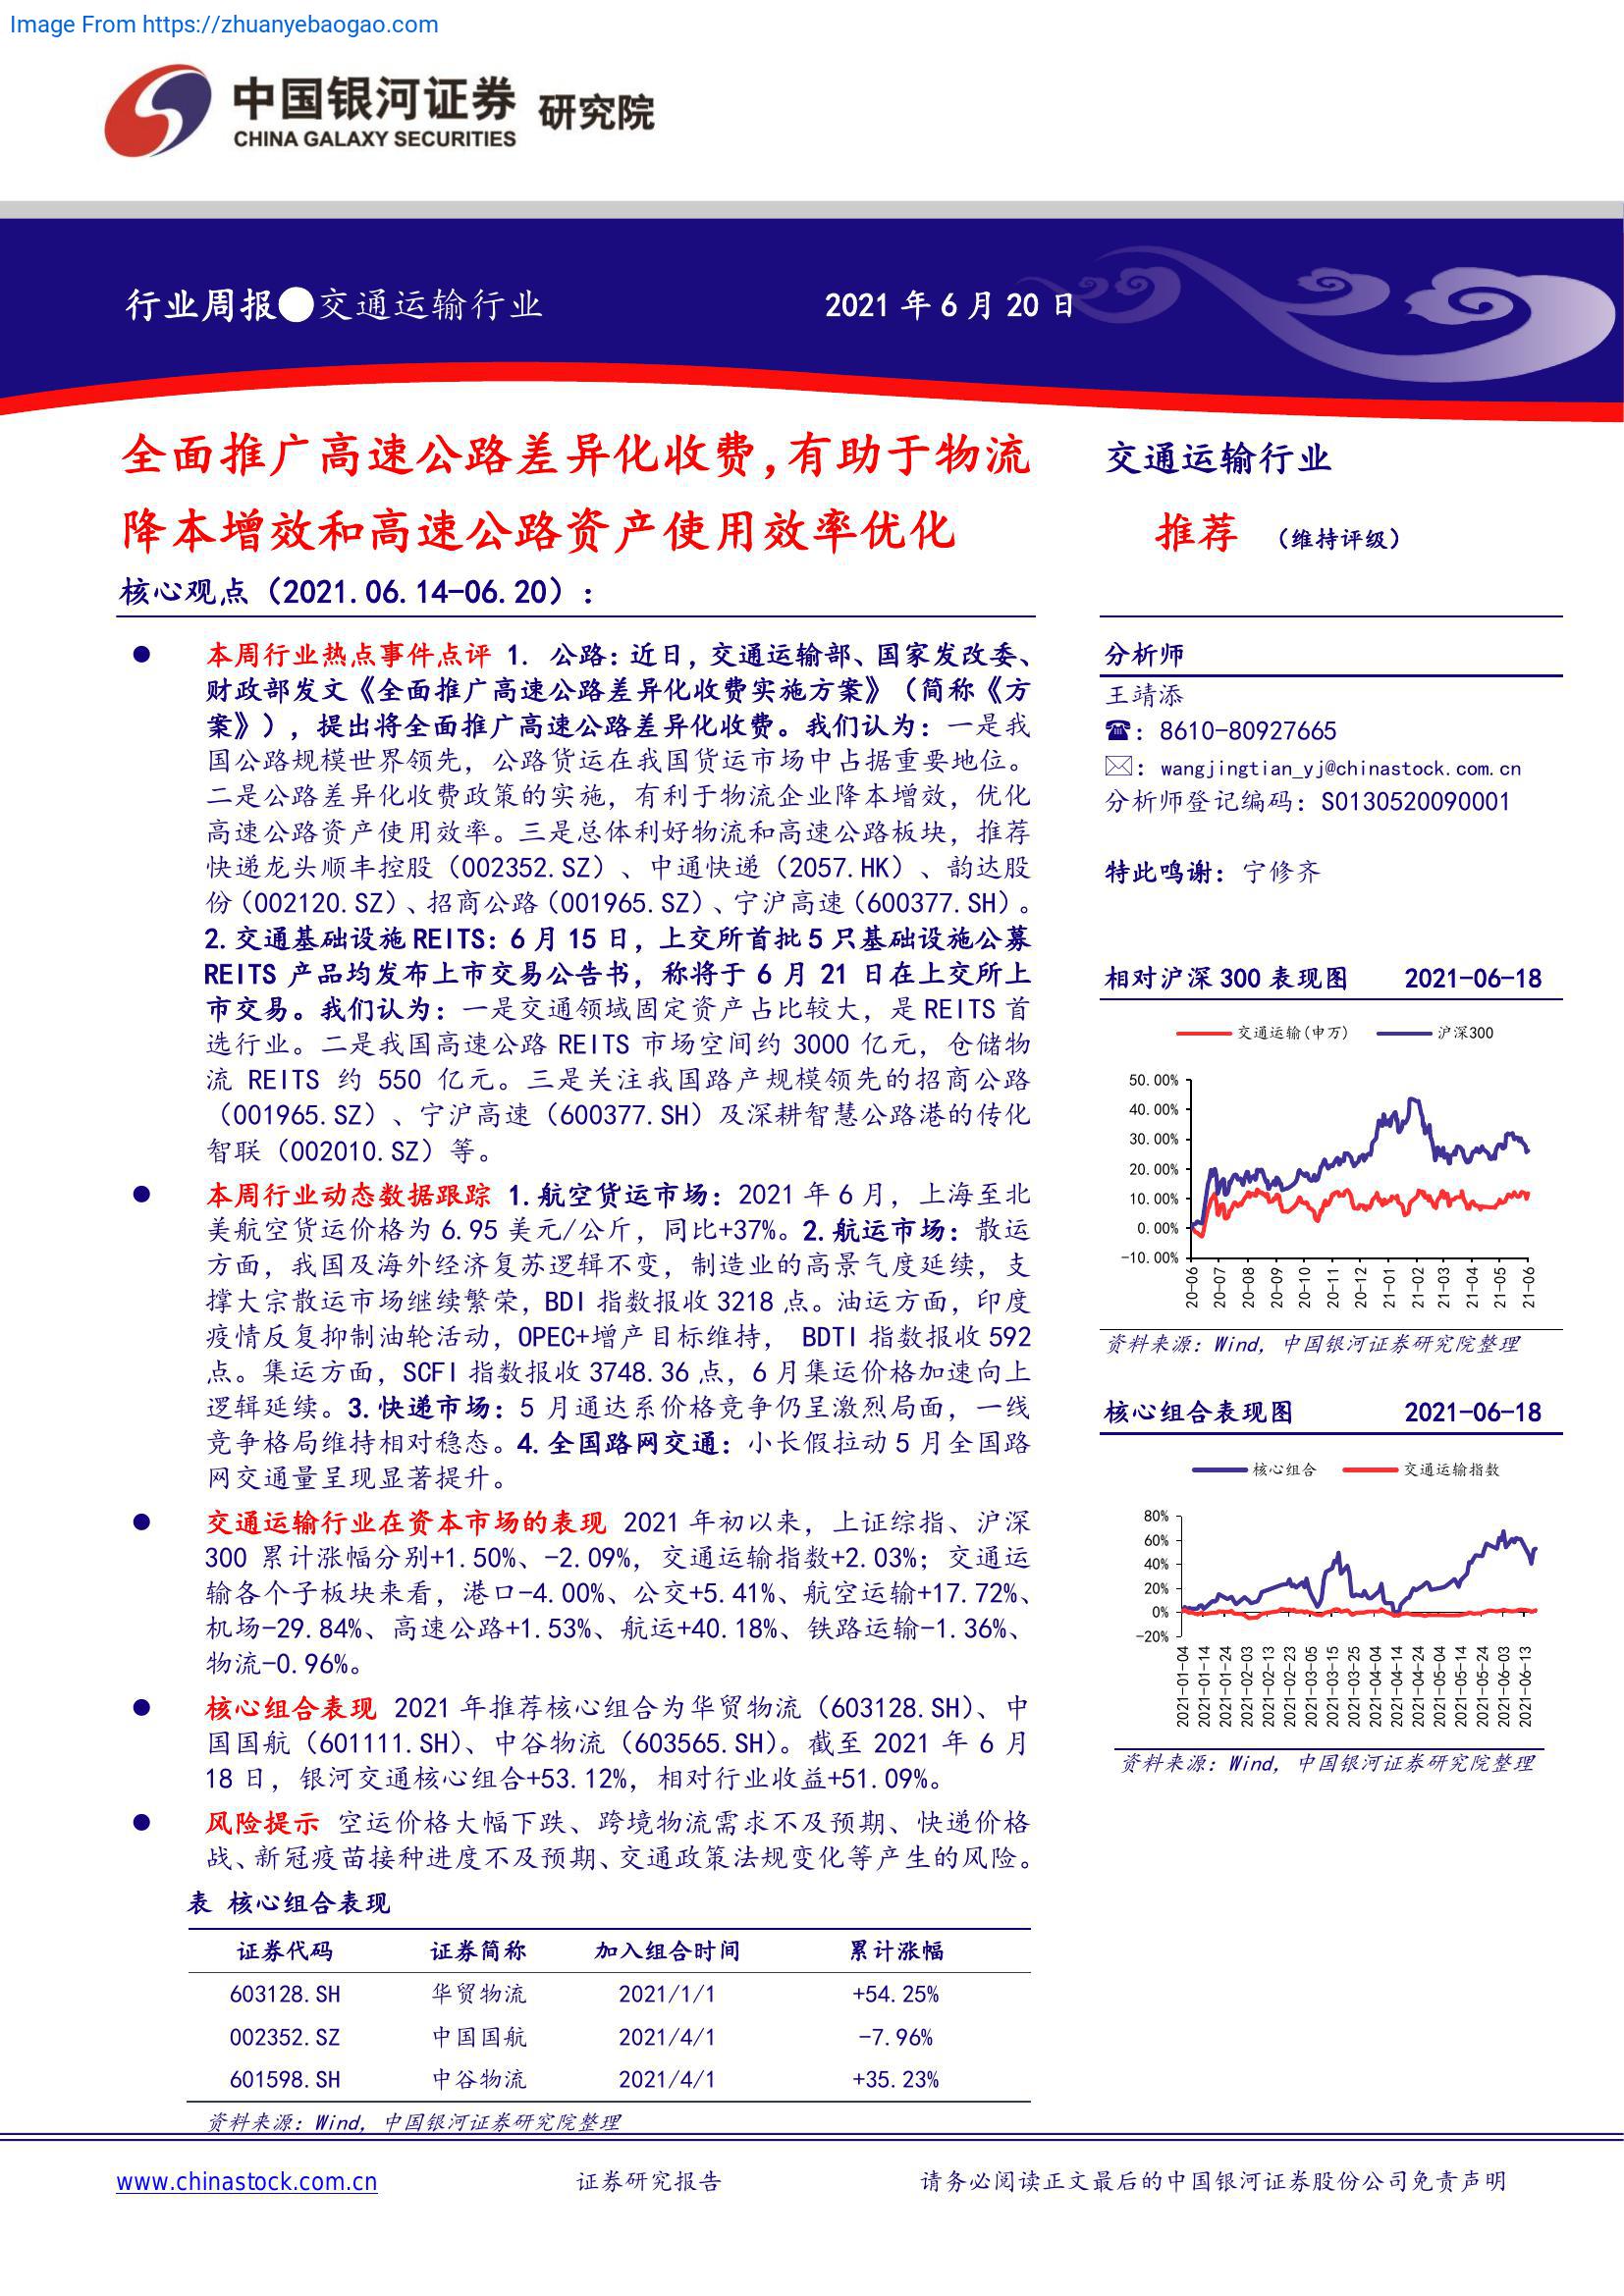 Image From https://zhuanyebaogao.com
中国银河证券 研究院
CHINA GALAXY SECURITIES
行业周报●交通运输行业
2021 年 6 月 20 日
全面推广高速公路差异化收费,有助于物流
降本增效和高速公路资产使用效率优化
核心观点（2021.06.14-06.20）：
● 本周行业热点事件点评 1. 公路：近日，交通运输部、国家发改委、
财政部发文《全面推广高速公路差异化收费实施方案》（简称《方
案》），提出将全面推广高速公路差异化收费。我们认为：一是我
国公路规模世界领先，公路货运在我国货运市场中占据重要地位。
二是公路差异化收费政策的实施，有利于物流企业降本增效，优化
高速公路资产使用效率。三是总体利好物流和高速公路板块，推荐
快递龙头顺丰控股（002352.SZ）、中通快递（2057.HK）、韵达股
份（002120.SZ）、招商公路（001965.SZ）、宁沪高速（600377.SH）。
2.交通基础设施 REITS：6 月 15 日，上交所首批 5 只基础设施公募
REITS 产品均发布上市交易公告书，称将于 6 月 21 日在上交所上
市交易。我们认为：一是交通领域固定资产占比较大，是 REITS 首
选行业。二是我国高速公路 REITS 市场空间约 3000 亿元，仓储物
流 REITS 约 550 亿元。三是关注我国路产规模领先的招商公路
（001965.SZ）、宁沪高速（600377.SH）及深耕智慧公路港的传化
智联（002010.SZ）等。
● 本周行业动态数据跟踪 1.航空货运市场：2021 年 6 月，上海至北
美航空货运价格为 6.95 美元/公斤，同比+37%。2.航运市场：散运
方面，我国及海外经济复苏逻辑不变，制造业的高景气度延续，支
撑大宗散运市场继续繁荣，BDI 指数报收 3218 点。油运方面，印度
疫情反复抑制油轮活动，OPEC+增产目标维持， BDTI 指数报收 592
点。集运方面，SCFI 指数报收 3748.36 点，6 月集运价格加速向上
逻辑延续。3.快递市场：5 月通达系价格竞争仍呈激烈局面，一线
竞争格局维持相对稳态。4.全国路网交通：小长假拉动 5 月全国路
网交通量呈现显著提升。
● 交通运输行业在资本市场的表现 2021 年初以来，上证综指、沪深
300 累计涨幅分别+1.50%、-2.09%，交通运输指数+2.03%；交通运
输各个子板块来看，港口-4.00%、公交+5.41%、航空运输+17.72%、
机场-29.84%、高速公路+1.53%、航运+40.18%、铁路运输-1.36%、
物流-0.96%。
● 核心组合表现 2021 年推荐核心组合为华贸物流（603128.SH）、中
国国航（601111.SH）、中谷物流（603565.SH）。截至 2021 年 6 月
18 日，银河交通核心组合+53.12%，相对行业收益+51.09%。
● 风险提示 空运价格大幅下跌、跨境物流需求不及预期、快递价格
战、新冠疫苗接种进度不及预期、交通政策法规变化等产生的风险。
表 核心组合表现
证券代码 证券简称 加入组合时间 累计涨幅
603128.SH 华贸物流 2021/1/1 +54.25%
002352.SZ 中国国航 2021/4/1 -7.96%
601598.SH 中谷物流 2021/4/1 +35.23%
资料来源：Wind，中国银河证券研究院整理
交通运输行业
推荐 （维持评级）
分析师
王靖添
☎：8610-80927665
✉：wangjingtian_yj@chinastock.com.cn
分析师登记编码：S0130520090001
特此鸣谢：宁修齐
相对沪深 300 表现图 2021-06-18
交通运输(申万) 沪深300
50.00%
40.00%
30.00%
20.00%
10.00%
0.00%
-10.00%
20-06 20-07 20-08 20-09 20-10 20-11 20-12 21-01 21-02 21-03 21-04 21-05 21-06
资料来源：Wind，中国银河证券研究院整理
核心组合表现图 2021-06-18
核心组合 交通运输指数
80%
60%
40%
20%
0%
-20%
2021-01-04 2021-01-14 2021-01-24 2021-02-03 2021-02-13 2021-02-23 2021-03-05 2021-03-15 2021-03-25 2021-04-04 2021-04-14 2021-04-24 2021-05-04 2021-05-14 2021-05-24 2021-06-03 2021-06-13
资料来源：Wind，中国银河证券研究院整理
www.chinastock.com.cn 证券研究报告 请务必阅读正文最后的中国银河证券股份公司免责声明